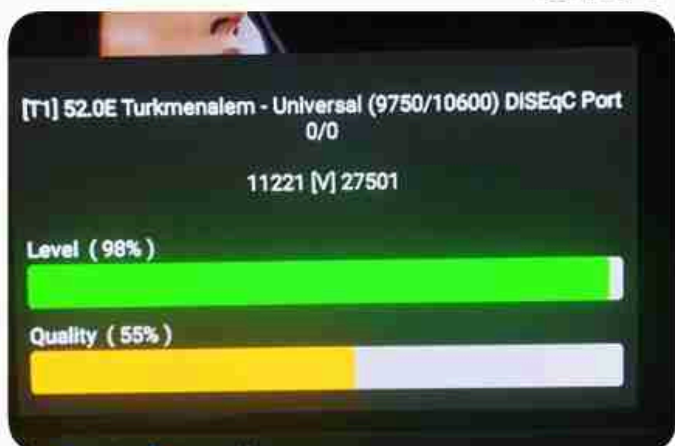 [T1] 52.0E Turkmenalem - Universal (9750/10600) DiSEqC Port
0/0
11221 [V] 27501
Level ( 98% )
Quality ( 55% )